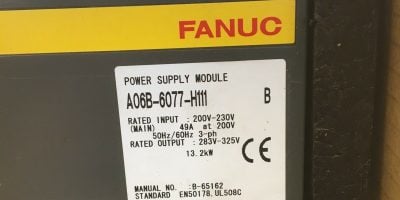 FANUC
POWER SUPPLY MODULE
A06B-6077-H111 B
RATED INPUT : 200V-230V
(MAIN) 49A at 200V
50Hz/60Hz 3-ph
RATED OUTPUT : 283V-325V
13.2kW
CE
MANUAL NO. :B-65162
STANDARD EN50178,UL508C